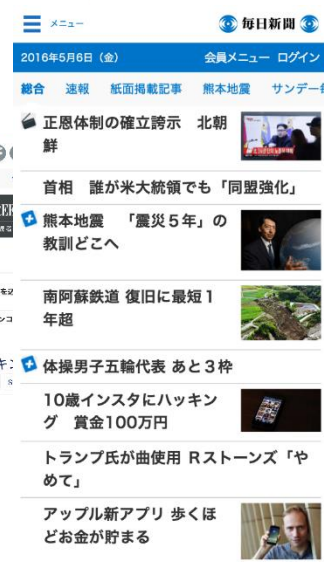 メニュー
毎日新聞
2016年5月6日（金）
会員メニュー ログイン
総合 速報 紙面掲載記事 熊本地震 サンデー
正恩体制の確立誇示 北朝
鮮
首相 誰が米大統領でも「同盟強化」
熊本地震 「震災５年」の
教訓どこへ
南阿蘇鉄道 復旧に最短１
年超
体操男子五輪代表 あと３枠
10歳インスタにハッキン
グ 賞金100万円
トランプ氏が曲使用 Ｒストーンズ「や
めて」
アップル新アプリ 歩くほ
どお金が貯まる